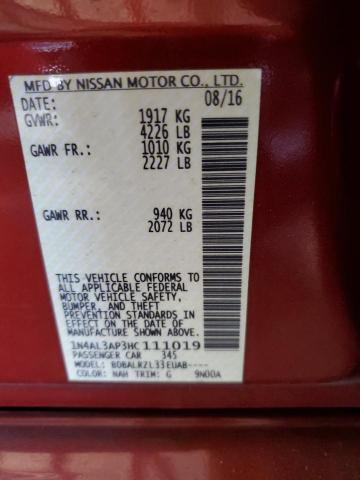 MFD BY NISSAN MOTOR CO., LTD.
DATE: 08/16
GVWR: 1917 KG
4226 LB
GAWR FR.: 1010 KG
2227 LB
GAWR RR.: 940 KG
2072 LB
THIS VEHICLE CONFORMS TO
ALL APPLICABLE FEDERAL
MOTOR VEHICLE SAFETY,
BUMPER, AND THEFT
PREVENTION STANDARDS IN
EFFECT ON THE DATE OF
MANUFACTURE SHOWN ABOVE.
1N4AL3AP3HC111019
PASSENGER CAR 345
MODEL: BDBALRZL33EUAB----
COLOR: NAH TRIM: G 9N00A